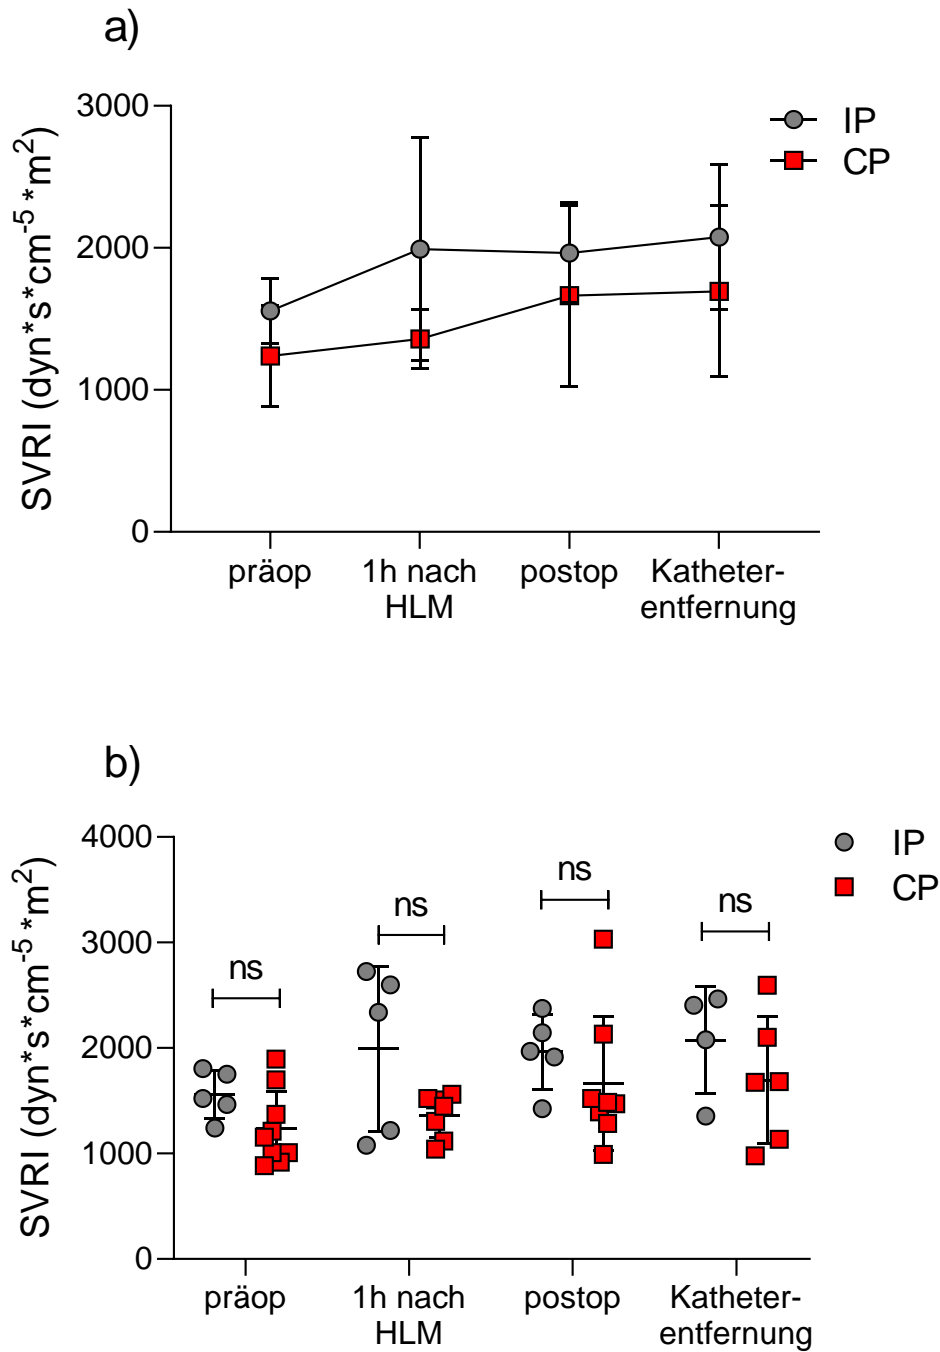 a)
3000
2000
1000
0
SVRI (dyn*s*cm-5 *m2)
IP
CP
präop
1h nach
HLM
postop
Katheter-
entfernung
b)
4000
3000
2000
1000
0
SVRI (dyn*s*cm-5 *m2)
IP
CP
ns
ns
ns
ns
präop
1h nach
HLM
postop
Katheter-
entfernung